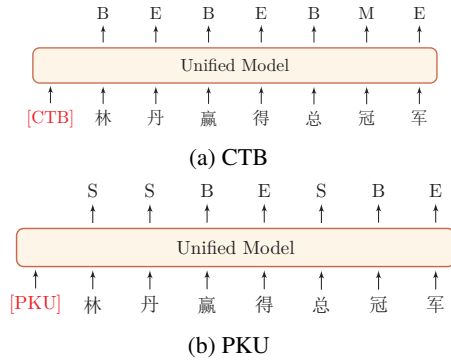 B E B E B M E
Unified Model
[CTB] 林 丹 赢 得 总 冠 军
(a) CTB
S S B E S B E
Unified Model
[PKU] 林 丹 赢 得 总 冠 军
(b) PKU